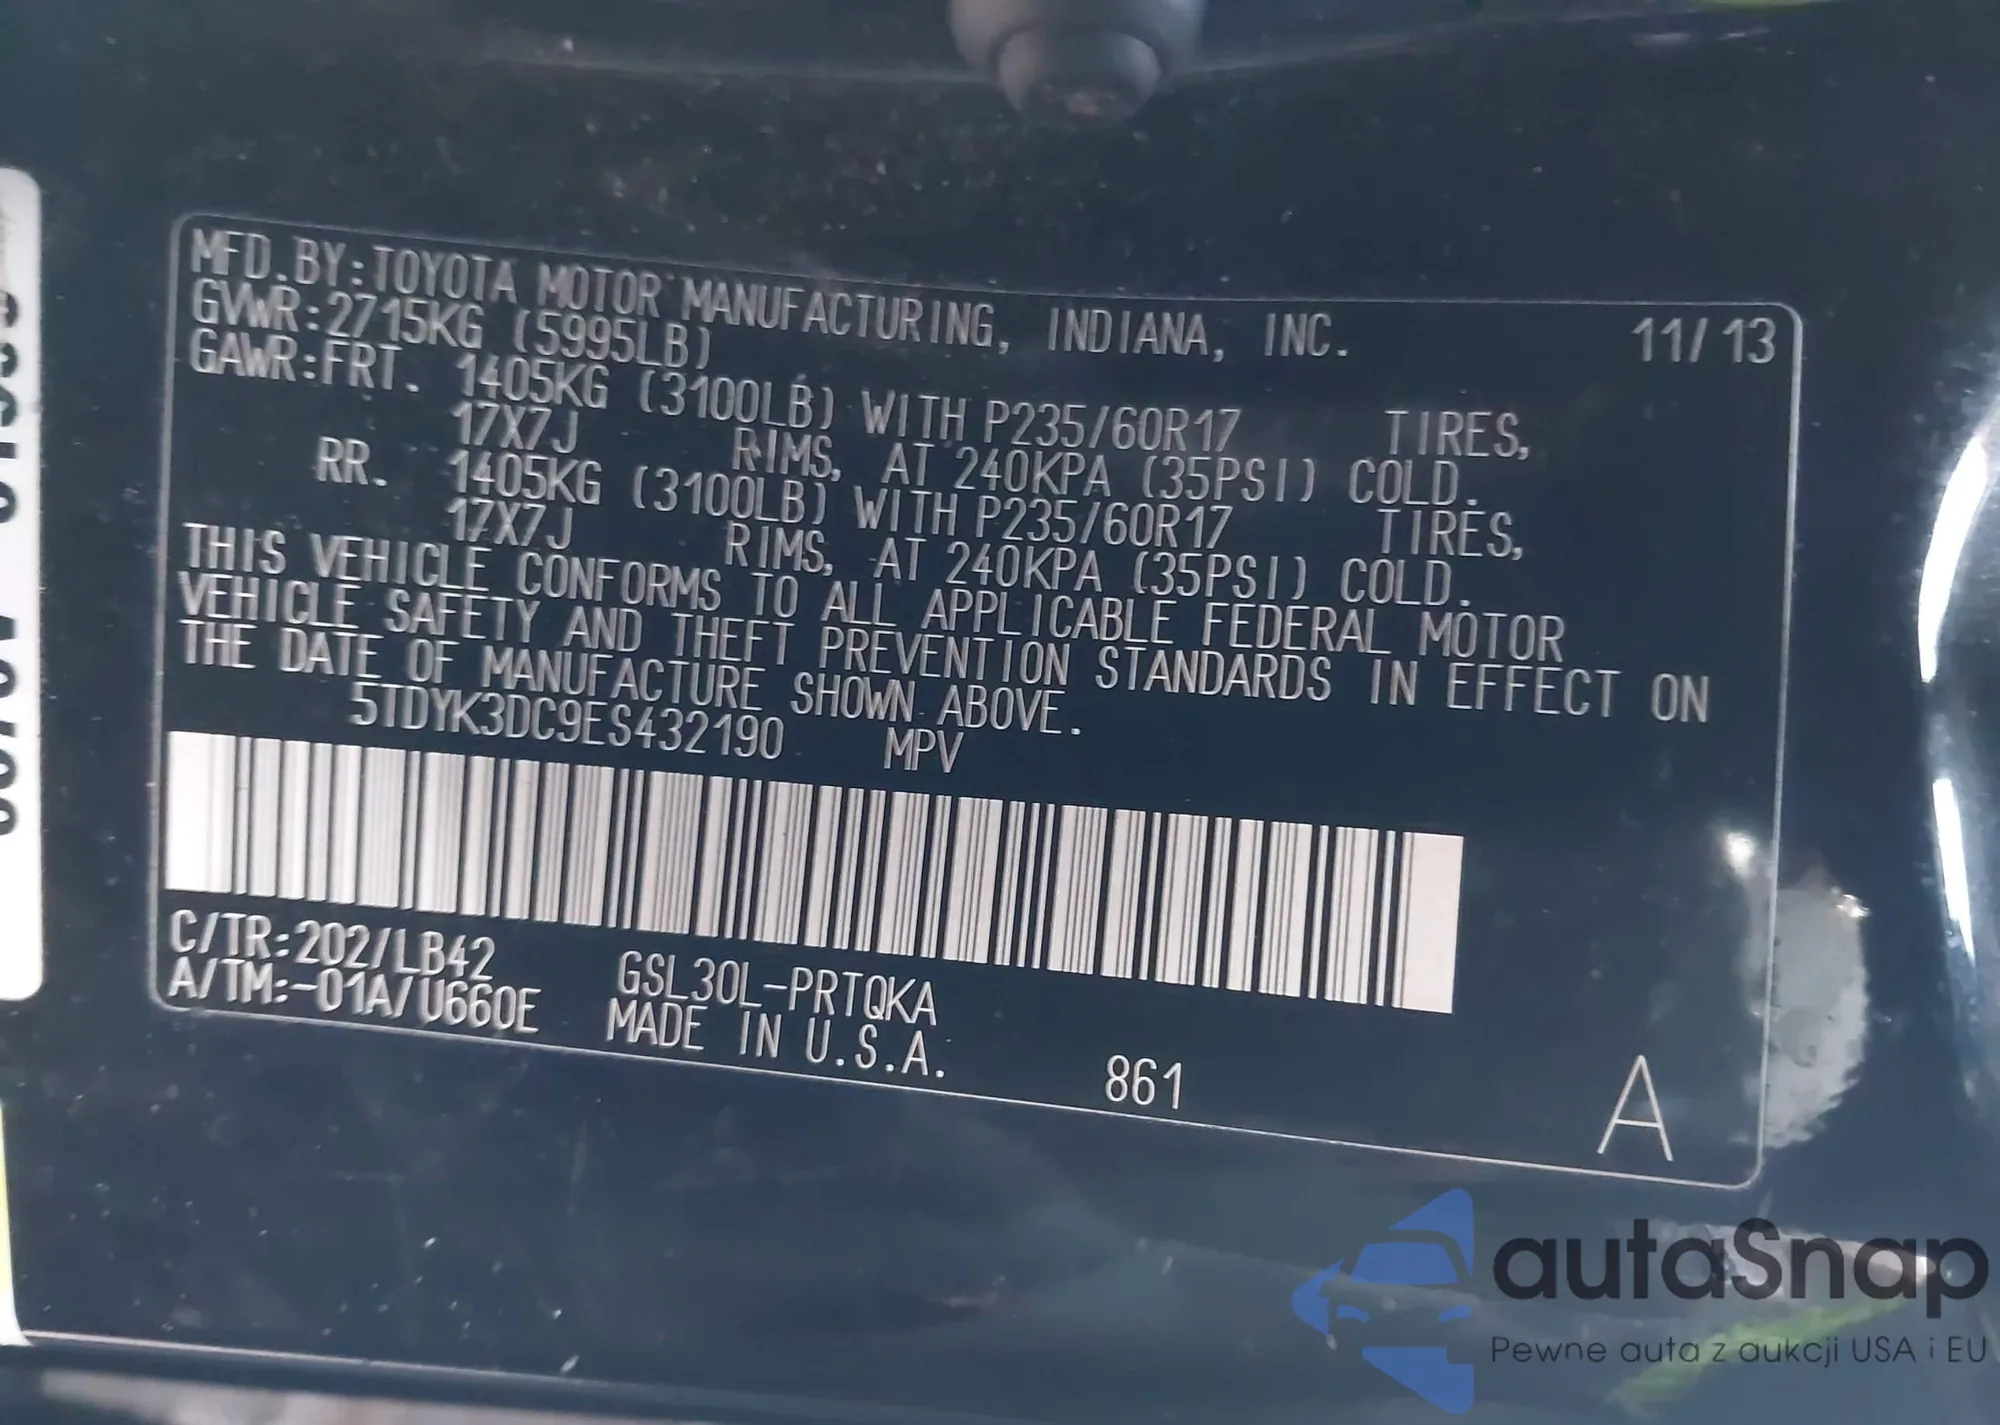 MFD.BY:TOYOTA MOTOR MANUFACTURING, INDIANA, INC. 11/13
GVWR:2715KG (5995LB)
GAWR:FRT. 1405KG (3100LB) WITH P235/60R17 TIRES,
17X7J RIMS, AT 240KPA (35PSI) COLD.
RR. 1405KG (3100LB) WITH P235/60R17 TIRES,
17X7J RIMS, AT 240KPA (35PSI) COLD.
THIS VEHICLE CONFORMS TO ALL APPLICABLE FEDERAL MOTOR
VEHICLE SAFETY AND THEFT PREVENTION STANDARDS IN EFFECT ON
THE DATE OF MANUFACTURE SHOWN ABOVE.
5TDYK3DC9ES432190 MPV
C/TR:202/LB42 GSL30L-PRTQKA
A/TM:-01A/U660E MADE IN U.S.A. 861 A
autaSnap
Pewne auta z aukcji USA i EU